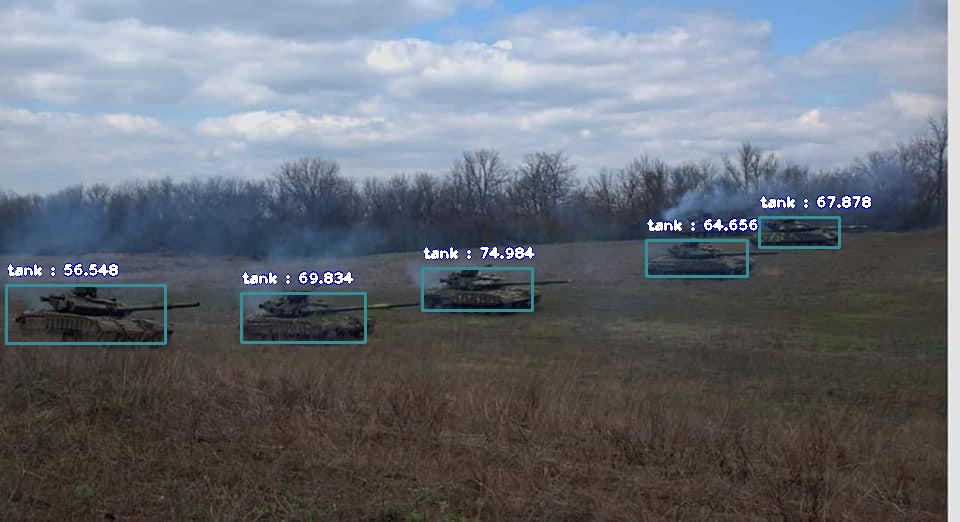 tank : 56.548
tank : 69.834
tank : 74.984
tank : 64.656
tank : 67.878